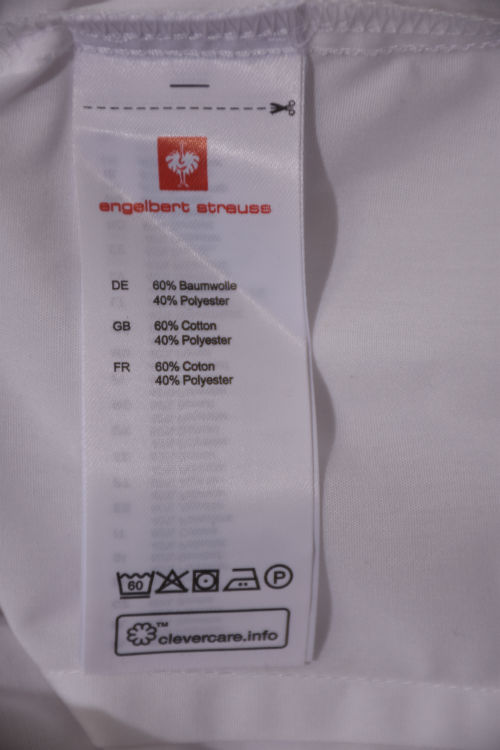 engelbert strauss
DE 60% Baumwolle
40% Polyester
GB 60% Cotton
40% Polyester
FR 60% Coton
40% Polyester
60 P
™ clevercare.info